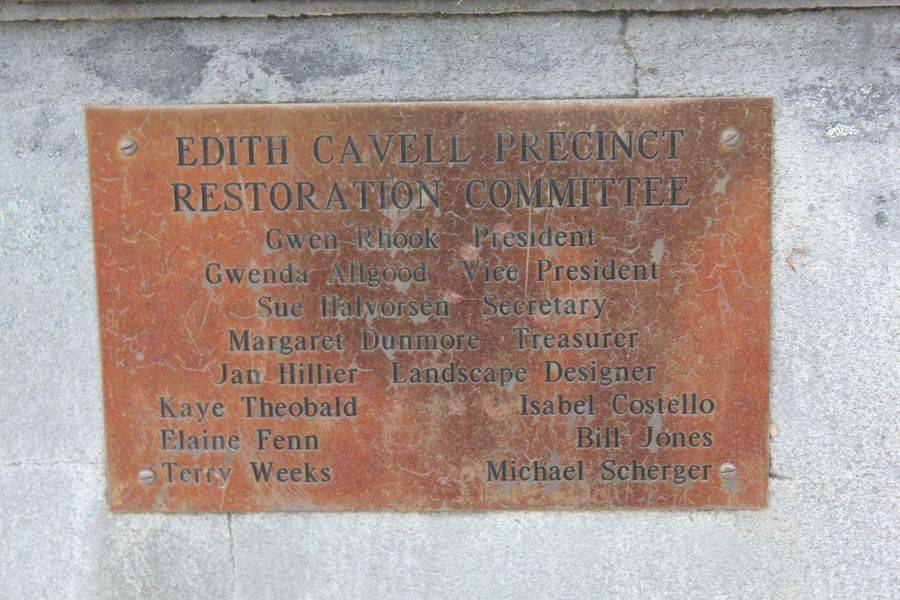 EDITH CAVELL PRECINCT
RESTORATION COMMITTEE
Gwen Rhook President
Gwenda Allgood Vice President
Sue Halvorsen Secretary
Margaret Dunmore Treasurer
Jan Hillier Landscape Designer
Kaye Theobald Isabel Costello
Elaine Fenn Bill Jones
Terry Weeks Michael Scherger